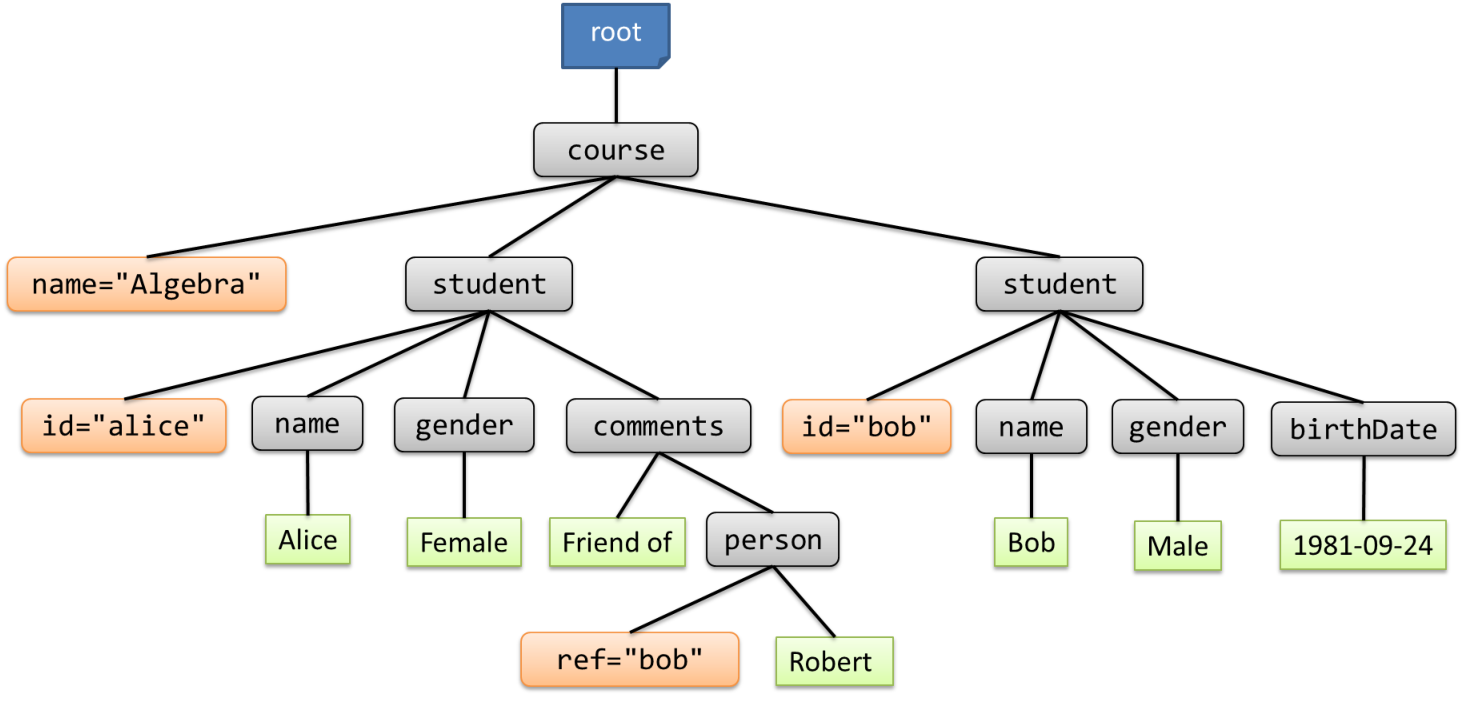 root
course
name="Algebra"
student
student
id="alice"
name
gender
comments
id="bob"
name
gender
birthDate
Alice
Female
Friend of
person
Bob
Male
1981-09-24
ref="bob"
Robert